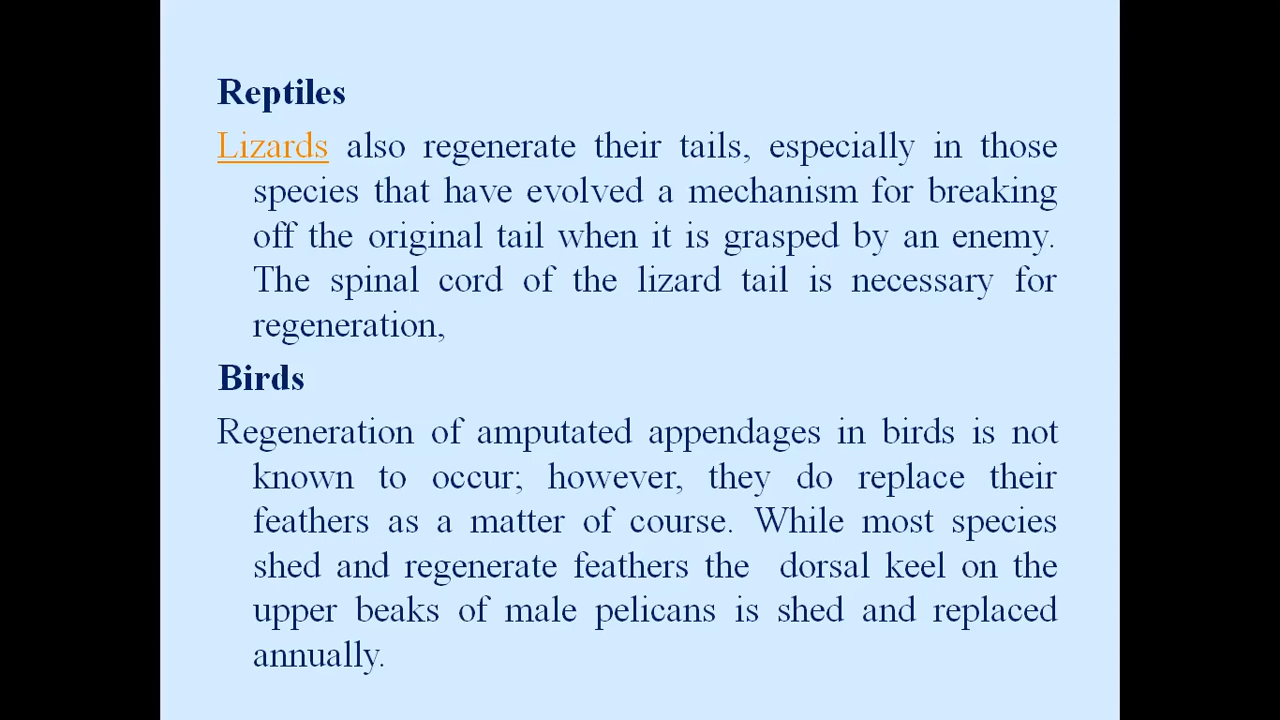 Reptiles
Lizards also regenerate their tails, especially in those
species that have evolved a mechanism for breaking
off the original tail when it is grasped by an enemy.
The spinal cord of the lizard tail is necessary for
regeneration,
Birds
Regeneration of amputated appendages in birds is not
known to occur; however, they do replace their
feathers as a matter of course. While most species
shed and regenerate feathers the dorsal keel on the
upper beaks of male pelicans is shed and replaced
annually.